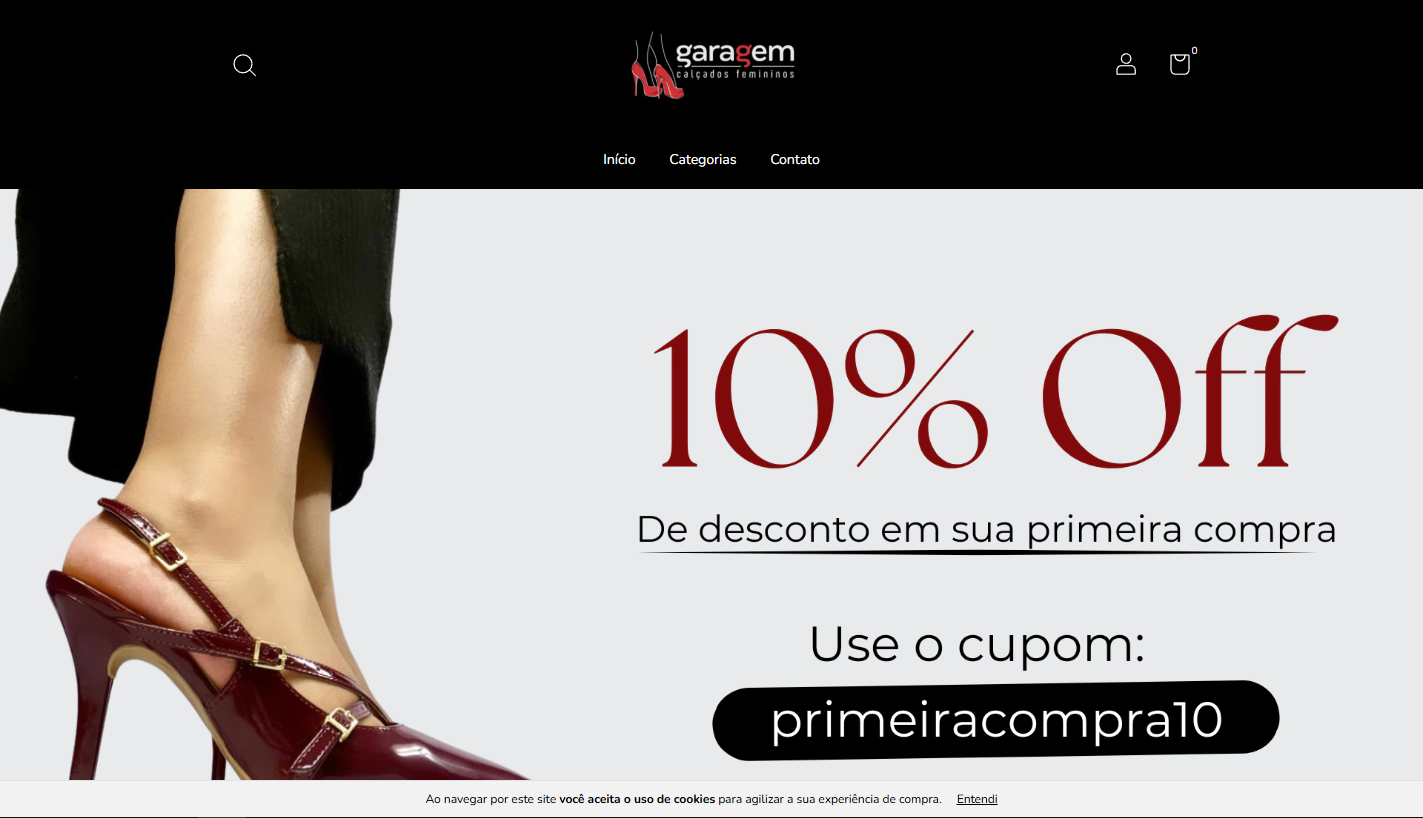 garagem
calçados femininos
0
Início Categorias Contato
10% Off
De desconto em sua primeira compra
Use o cupom:
primeiracompra10
Ao navegar por este site você aceita o uso de cookies para agilizar a sua experiência de compra. Entendi